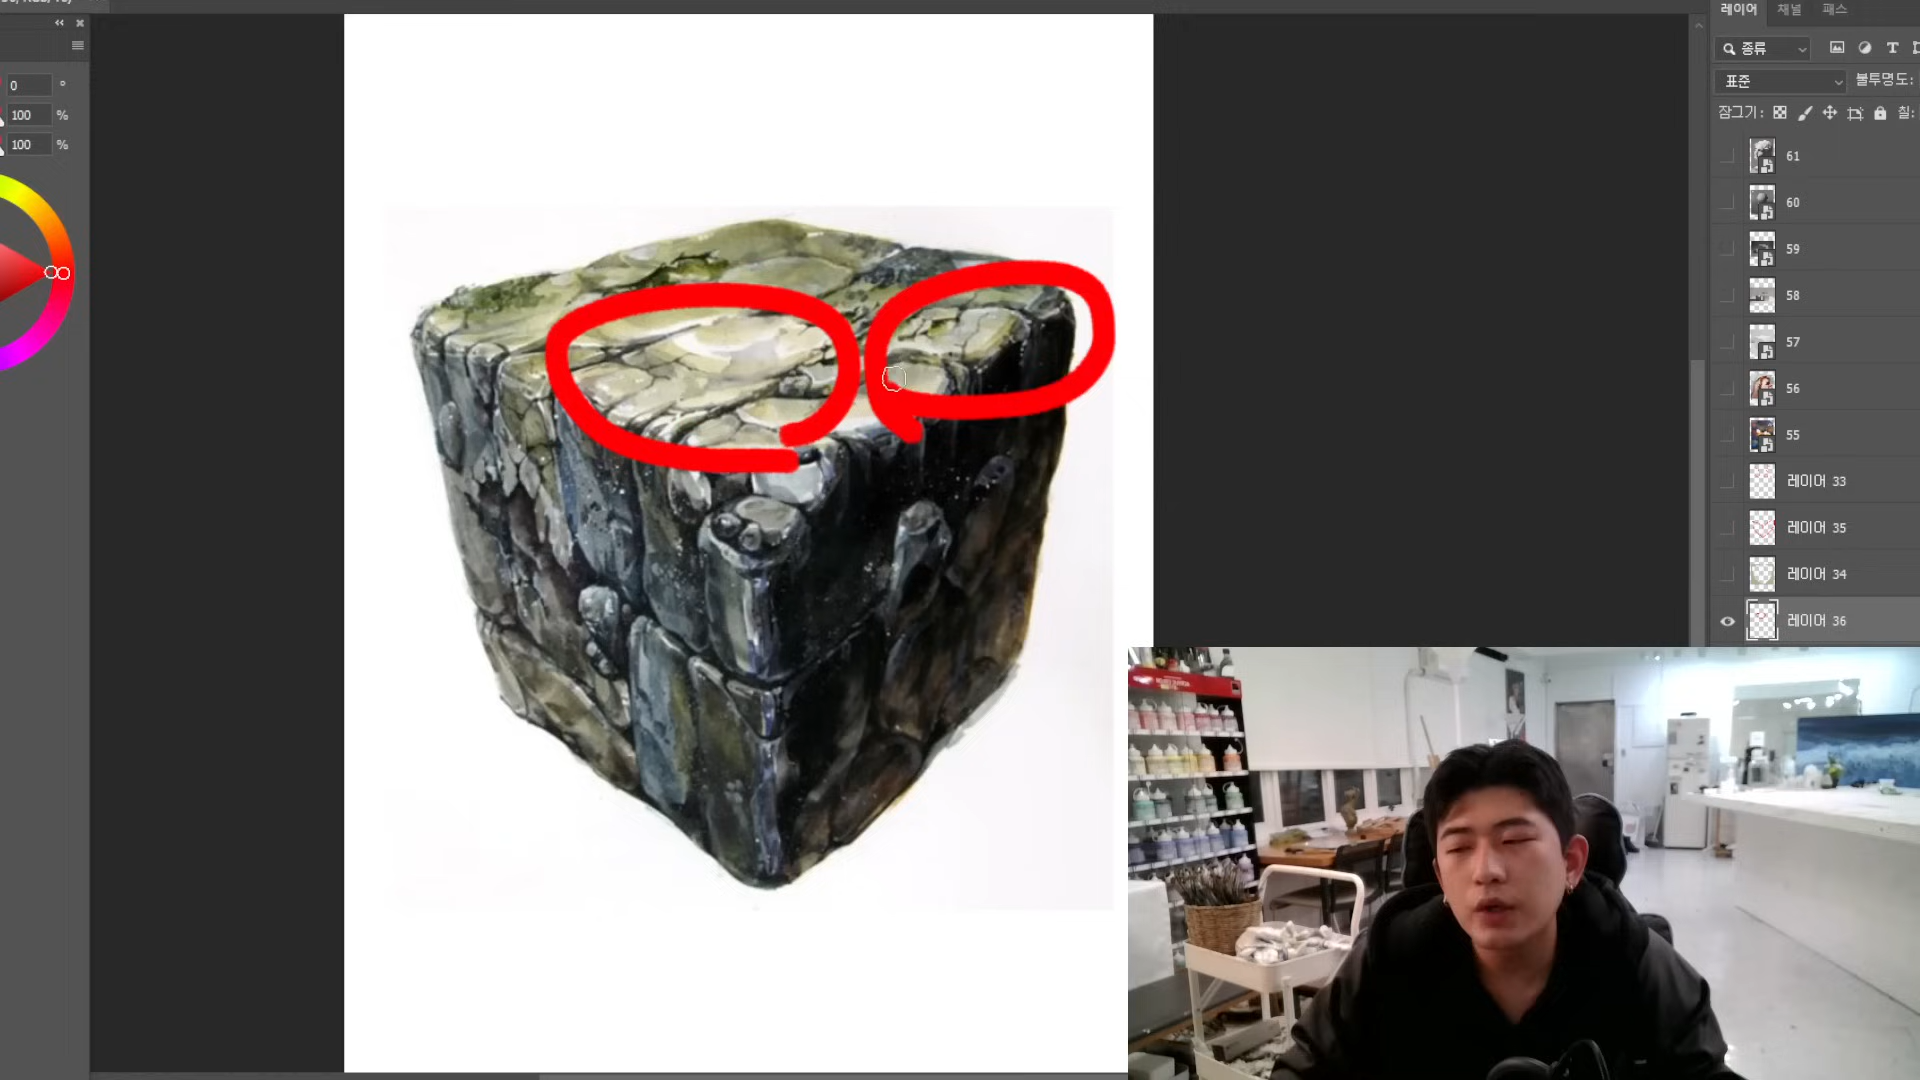 0 °
100 %
100 %
레이어 채널 패스
종류
표준 불투명도:
잠그기: 칠:
61
60
59
58
57
56
55
레이어 33
레이어 35
레이어 34
레이어 36